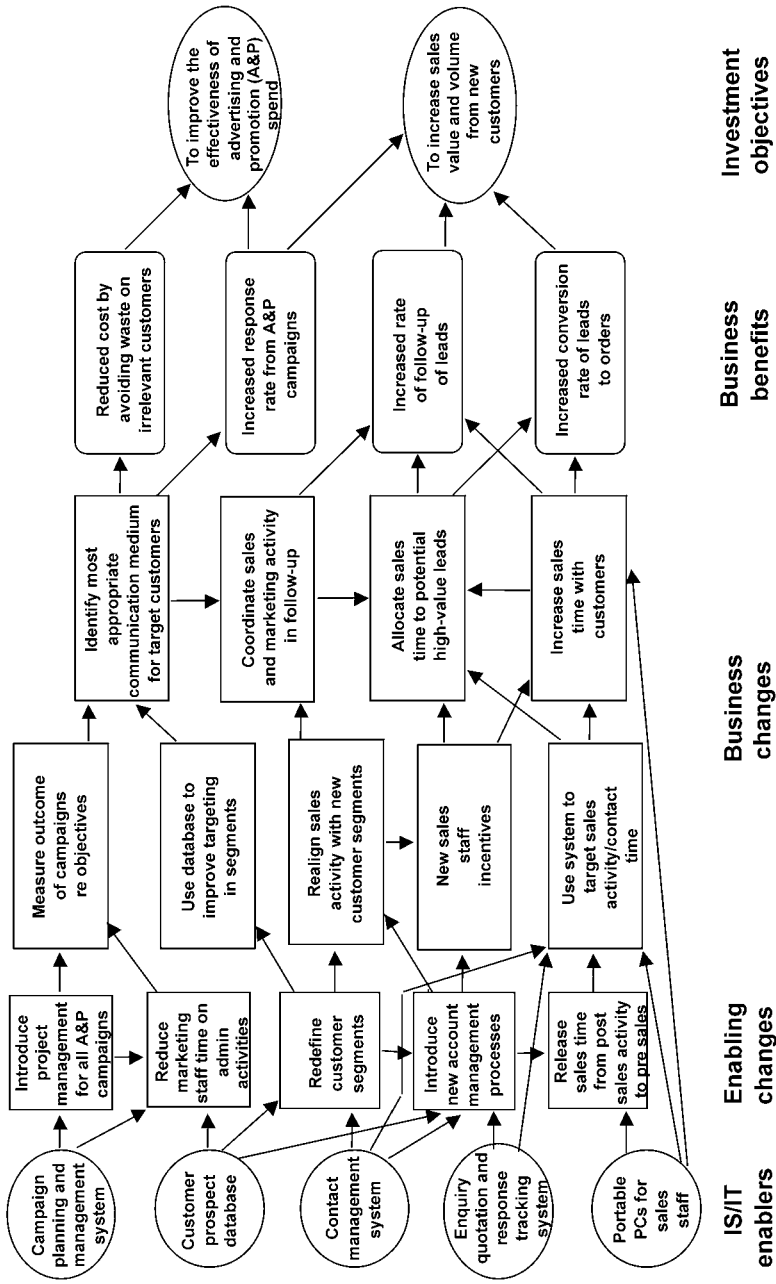 Campaign
planning and
management
system
Customer
prospect
database
Contact
management
system
Enquiry
quotation and
response
tracking
system
Portable
PCs for
sales
staff
IS/IT
enablers
Introduce
project
management
for all A&P
campaigns
Reduce
marketing
staff time on
admin
activities
Redefine
customer
segments
Introduce
new account
management
processes
Release
sales time
from post
sales activity
to pre sales
Enabling
changes
Measure outcome
of campaigns
re objectives
Use database to
improve targeting
in segments
Realign sales
activity with new
customer segments
New sales
staff
incentives
Use system to
target sales
activity/contact
time
Identify most
appropriate
communication medium
for target customers
Coordinate sales
and marketing activity
in follow-up
Allocate sales
time to potential
high-value leads
Increase sales
time with
customers
Business
changes
Reduced cost by
avoiding waste on
irrelevant customers
Increased response
rate from A&P
campaigns
Increased rate
of follow-up
of leads
Increased conversion
rate of leads
to orders
Business
benefits
To improve the
effectiveness of
advertising and
promotion (A&P)
spend
To increase sales
value and volume
from new
customers
Investment
objectives